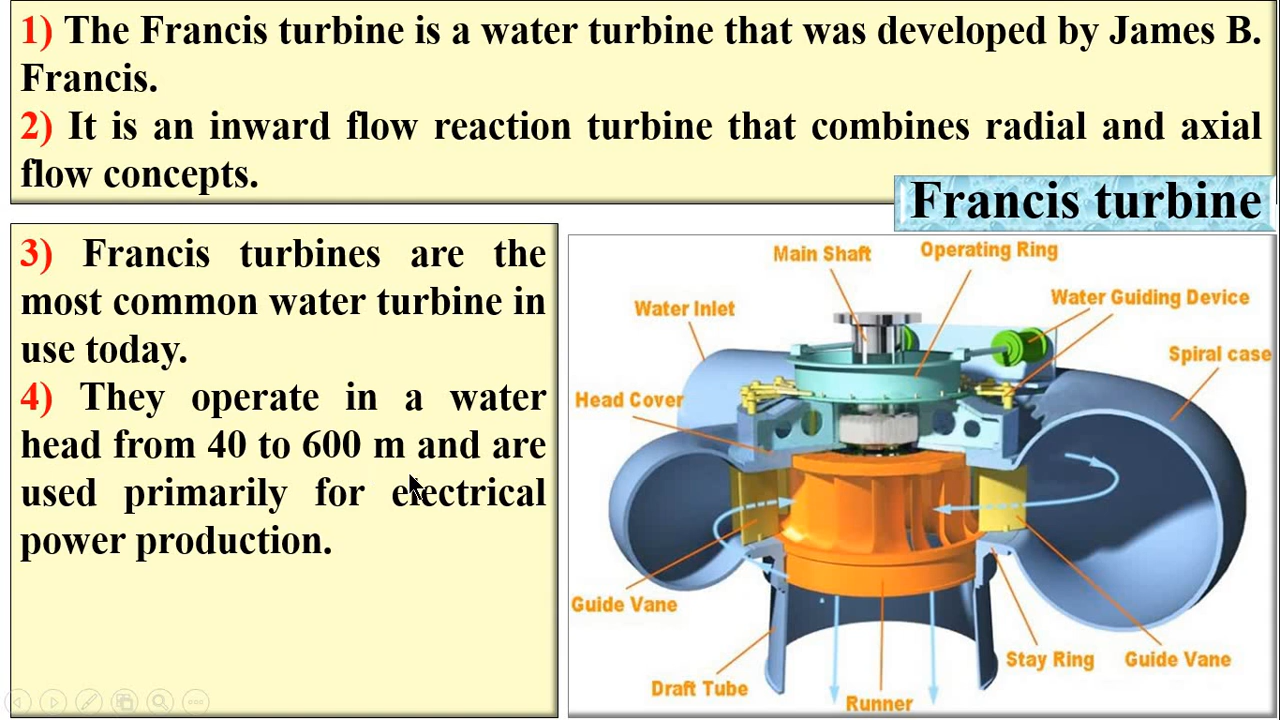 1) The Francis turbine is a water turbine that was developed by James B.
Francis.
2) It is an inward flow reaction turbine that combines radial and axial
flow concepts.
Francis turbine
3) Francis turbines are the
most common water turbine in
use today.
4) They operate in a water
head from 40 to 600 m and are
used primarily for electrical
power production.
Main Shaft
Operating Ring
Water Inlet
Water Guiding Device
Spiral case
Head Cover
Guide Vane
Stay Ring
Guide Vane
Draft Tube
Runner